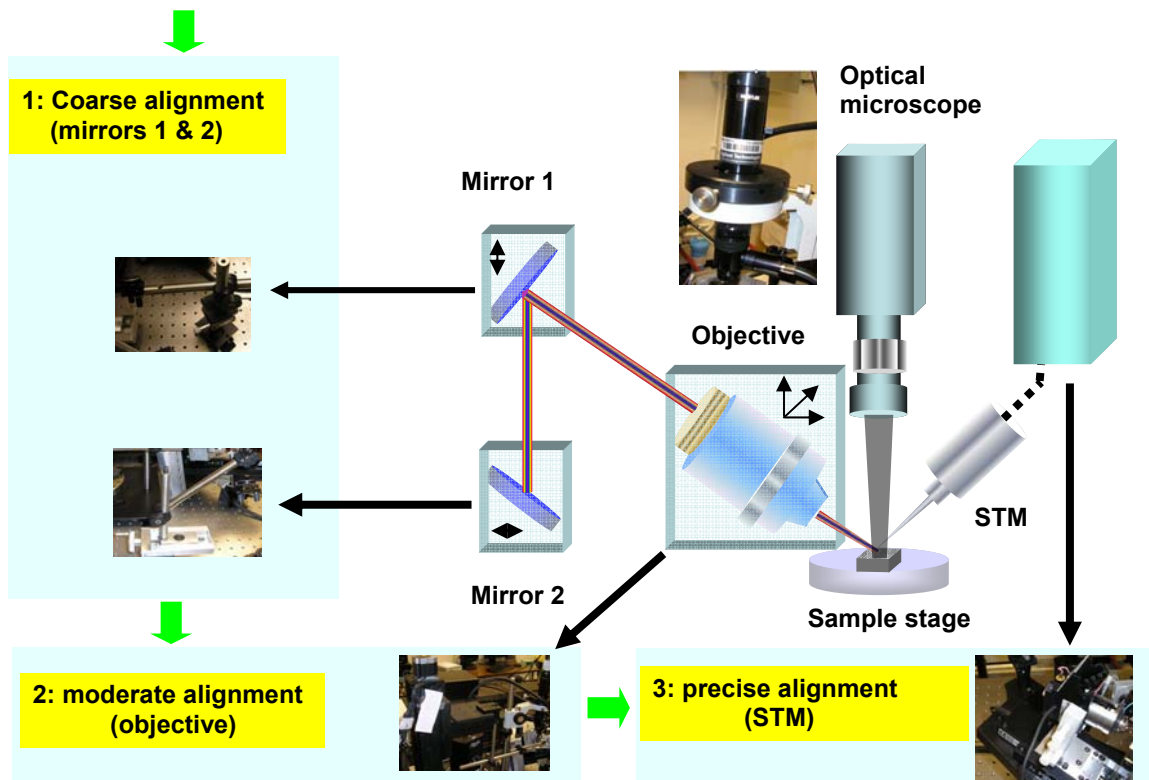 1: Coarse alignment
(mirrors 1 & 2)
Optical
microscope
Mirror 1
Objective
STM
Mirror 2
Sample stage
2: moderate alignment
(objective)
3: precise alignment
(STM)